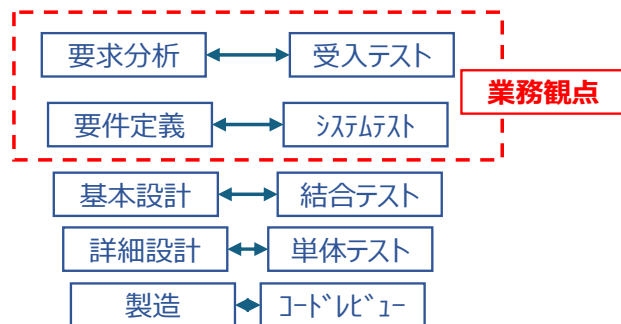 要求分析
受入テスト
業務観点
要件定義
ｼｽﾃﾑﾃｽﾄ
基本設計
結合テスト
詳細設計
単体テスト
製造
ｺｰﾄﾞﾚﾋﾞｭｰ